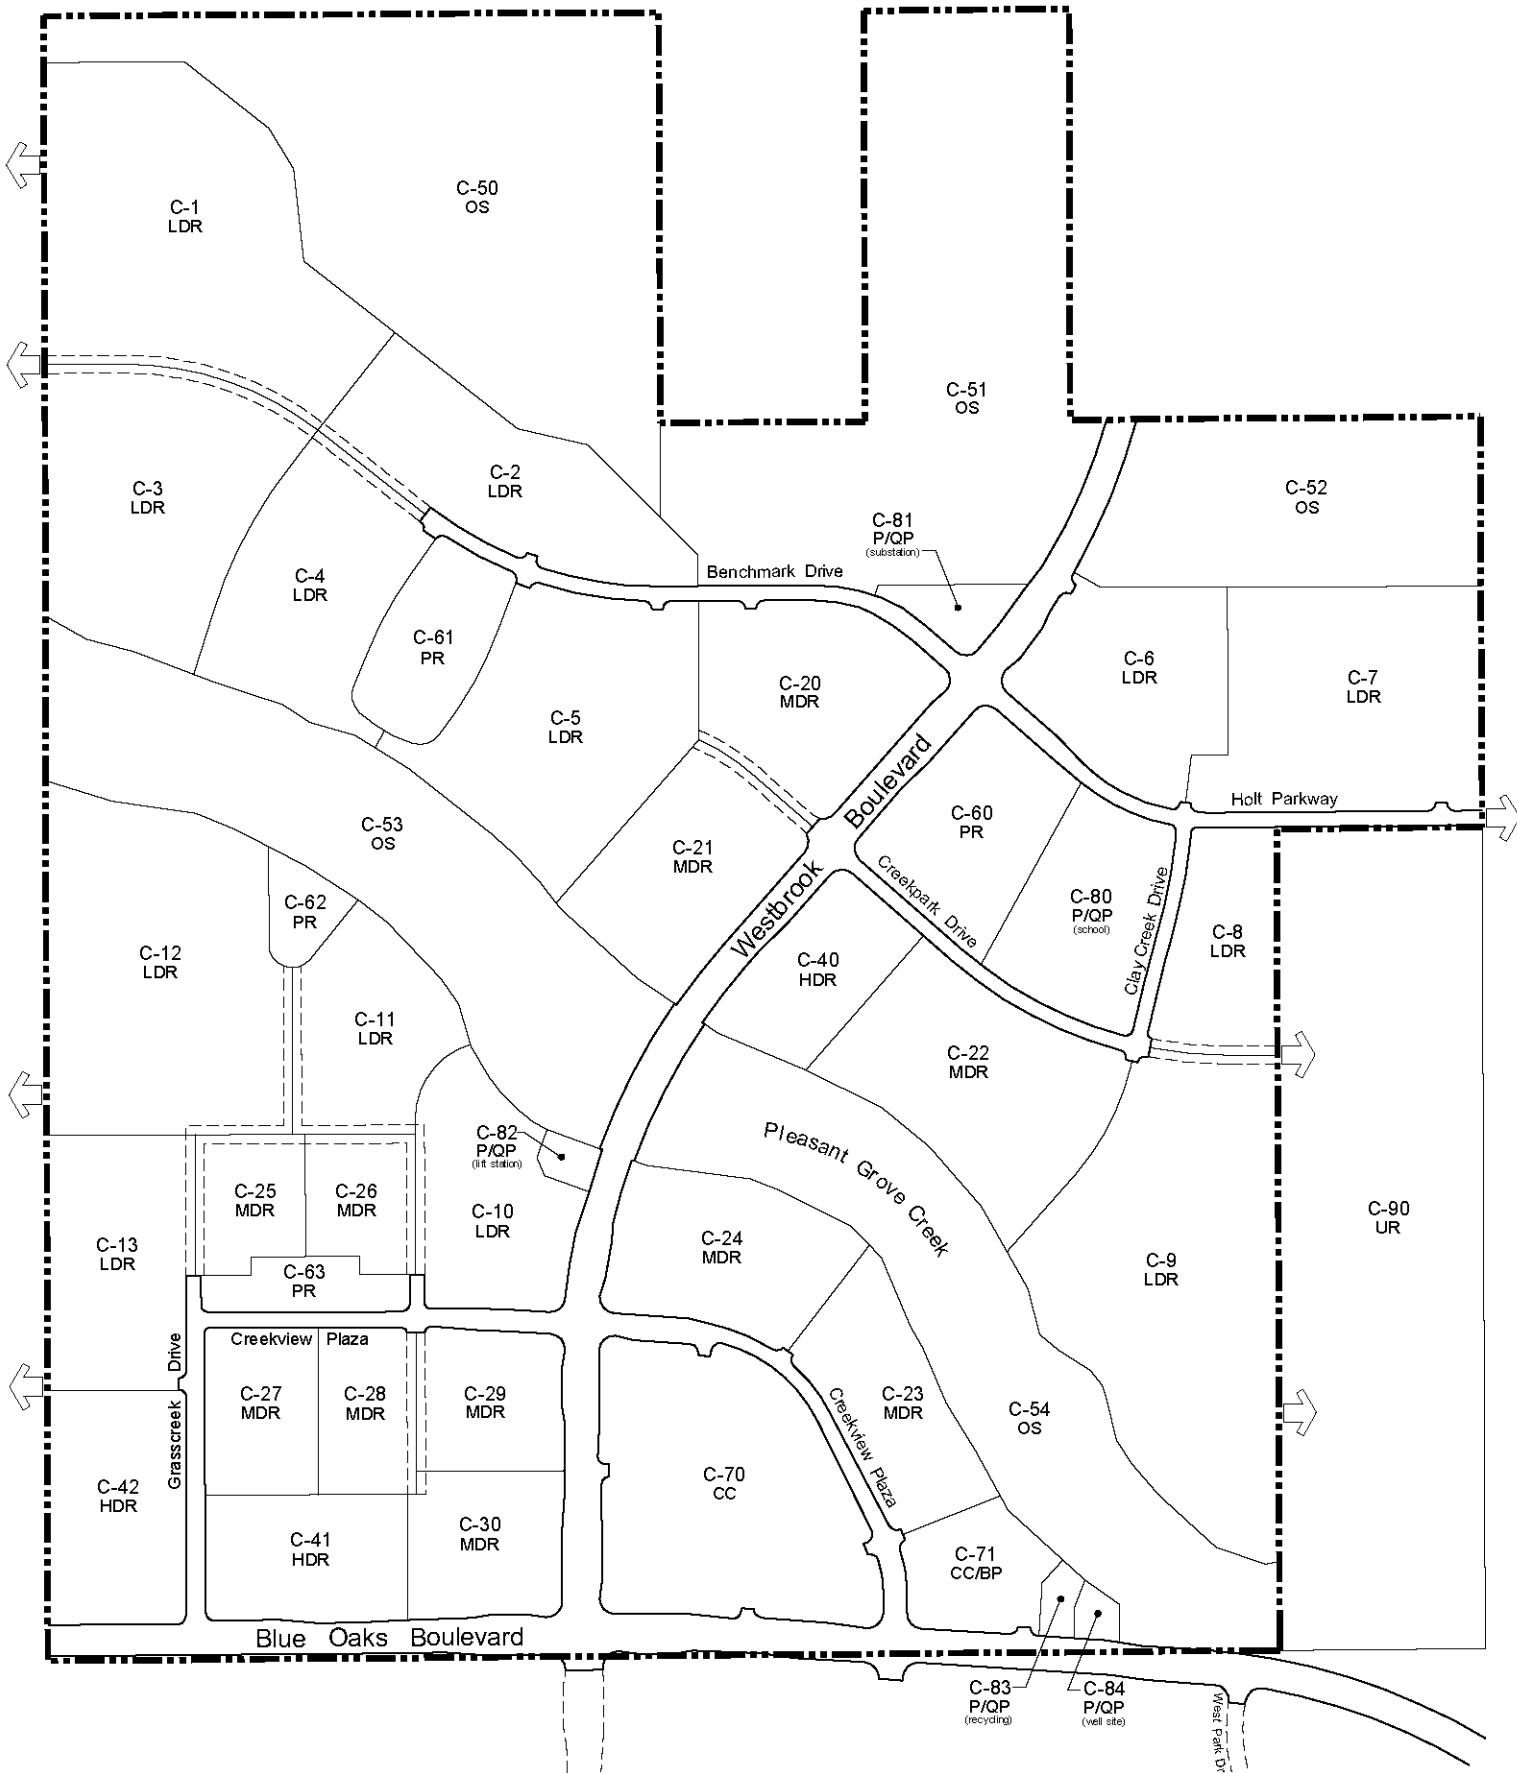 C-50
OS
C-1
LDR
C-51
OS
C-2
LDR
C-3
LDR
C-52
OS
C-81
P/QP
(substation)
Benchmark Drive
C-4
LDR
C-61
PR
C-6
LDR
C-7
LDR
C-20
MDR
C-5
LDR
Westbrook Boulevard
Holt Parkway
C-60
PR
C-53
OS
C-21
MDR
Creekpark Drive
C-80
P/QP
(school)
Clay Creek Drive
C-62
PR
C-8
LDR
C-12
LDR
C-40
HDR
C-11
LDR
C-22
MDR
C-82
P/QP
(lift station)
Pleasant Grove Creek
C-25
MDR
C-26
MDR
C-10
LDR
C-90
UR
C-13
LDR
C-24
MDR
C-9
LDR
C-63
PR
Creekview Plaza
Grasscreek Drive
C-27
MDR
C-28
MDR
C-29
MDR
C-23
MDR
Creekview Plaza
C-54
OS
C-42
HDR
C-70
CC
C-41
HDR
C-30
MDR
C-71
CC/BP
Blue Oaks Boulevard
C-83
P/QP
(recycling)
C-84
P/QP
(well site)
West Park Dr